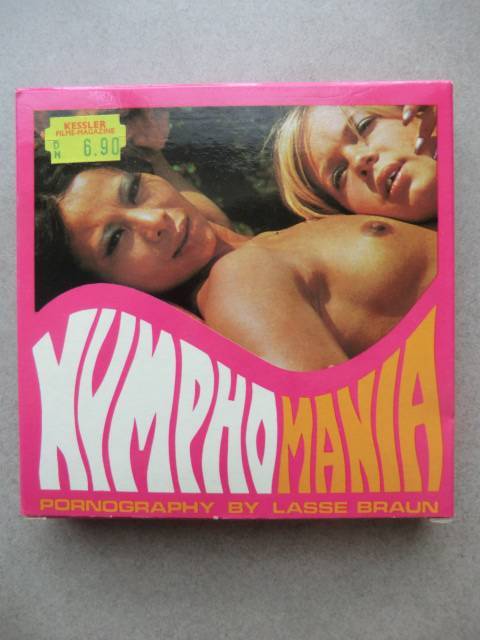 KESSLER
FILME-MAGAZINE
DM 6.90
NYMPHOMANIA
PORNOGRAPHY BY LASSE BRAUN